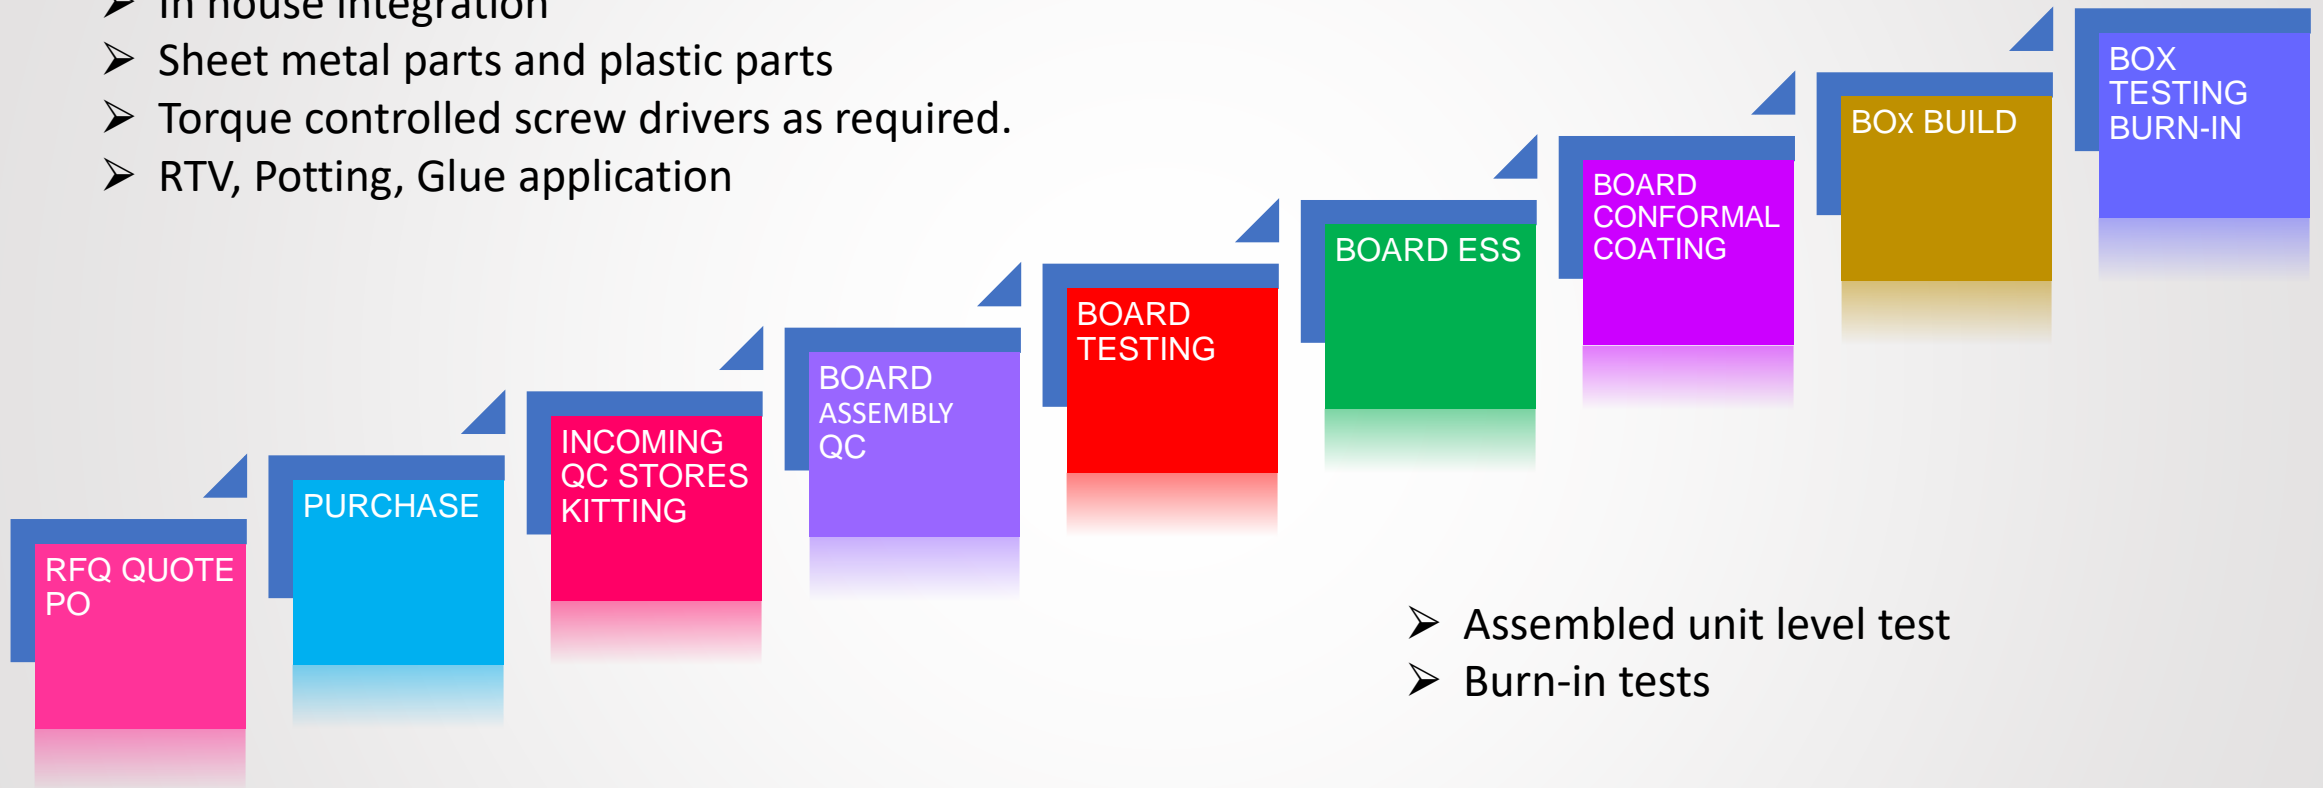 In house integration
Sheet metal parts and plastic parts
Torque controlled screw drivers as required.
RTV, Potting, Glue application
RFQ QUOTE
PO
PURCHASE
INCOMING
QC STORES
KITTING
BOARD
ASSEMBLY
QC
BOARD
TESTING
BOARD ESS
BOARD
CONFORMAL
COATING
BOx BUILD
BOX
TESTING
BURN-IN
Assembled unit level test
Burn-in tests